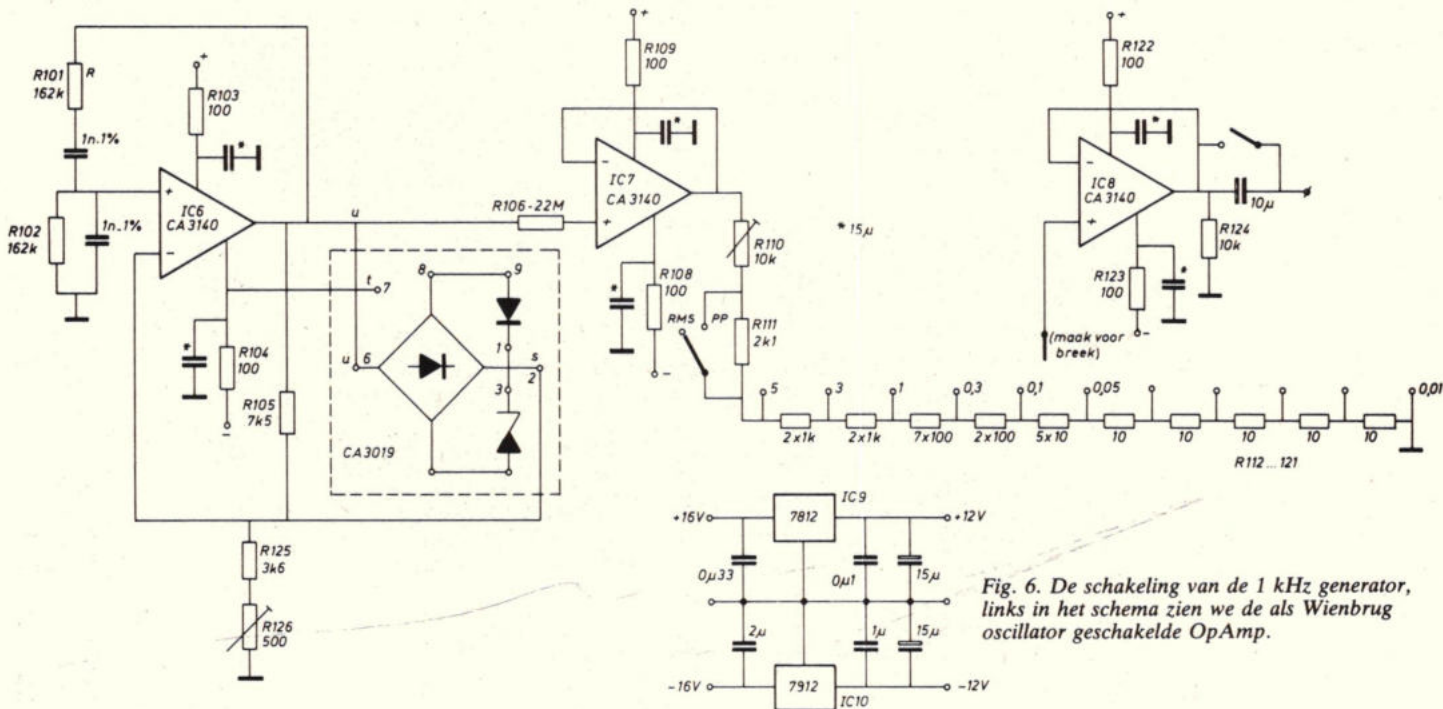 R101
162k
R
1n.1%
R102
162k
1n.1%
+
R103
100
*
+
IC6
CA3140
−
*
R104
100
−
R105
7k5
R125
3k6
R126
500
u
t
7
8
9
u
6
1
3
s
2
CA3019
R106-22M
+
R109
100
*
−
IC7
CA3140
+
*
R108
100
−
R110
10k
RMS
PP
R111
2k1
* 15µ
+
R122
100
*
−
IC8
CA3140
+
R123
100
*
−
(maak voor
breek)
10µ
R124
10k
5
3
1
0,3
0,1
0,05
0,01
2x1k
2x1k
7x100
2x100
5x10
10
10
10
10
10
R112...121
IC9
+16V
7812
+12V
0µ33
0µ1
15µ
2µ
1µ
15µ
−16V
7912
−12V
IC10
Fig. 6. De schakeling van de 1 kHz generator,
links in het schema zien we de als Wienbrug
oscillator geschakelde OpAmp.